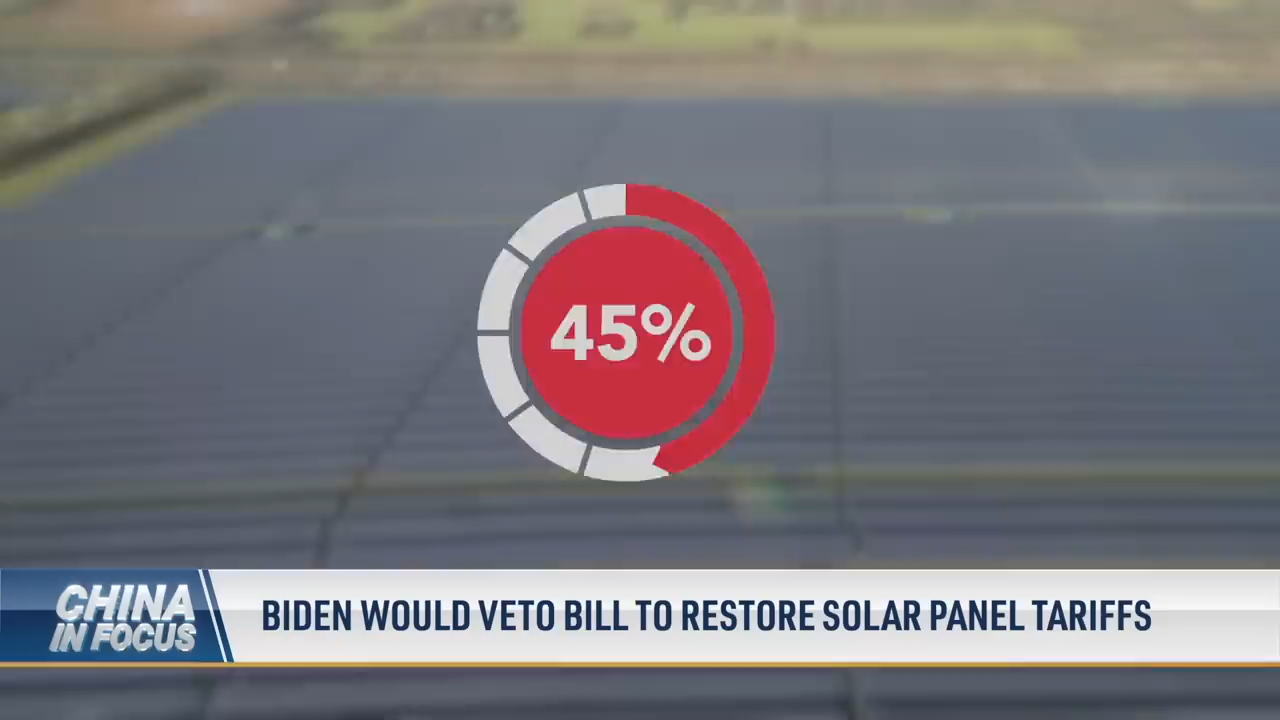 45%
CHINA
IN FOCUS
BIDEN WOULD VETO BILL TO RESTORE SOLAR PANEL TARIFFS